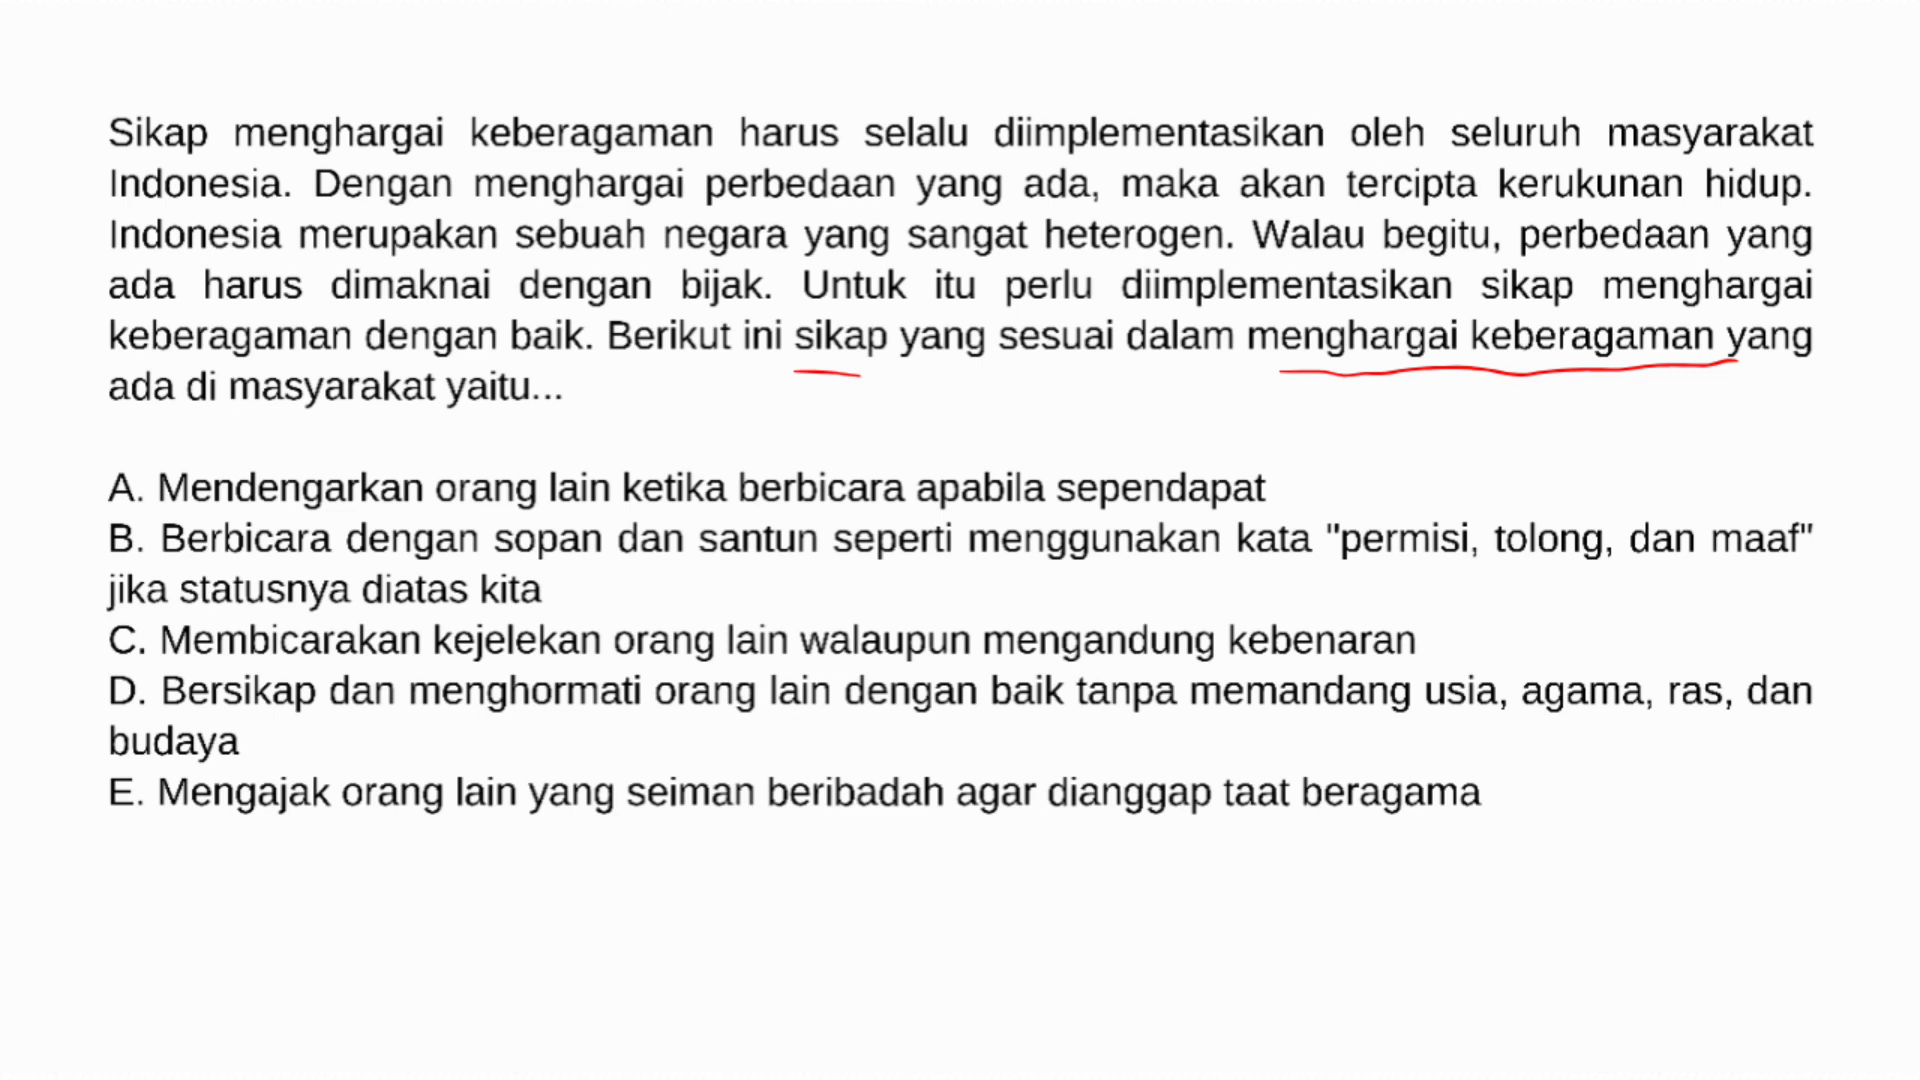 Sikap menghargai keberagaman harus selalu diimplementasikan oleh seluruh masyarakat
Indonesia. Dengan menghargai perbedaan yang ada, maka akan tercipta kerukunan hidup.
Indonesia merupakan sebuah negara yang sangat heterogen. Walau begitu, perbedaan yang
ada harus dimaknai dengan bijak. Untuk itu perlu diimplementasikan sikap menghargai
keberagaman dengan baik. Berikut ini sikap yang sesuai dalam menghargai keberagaman yang
ada di masyarakat yaitu...
A. Mendengarkan orang lain ketika berbicara apabila sependapat
B. Berbicara dengan sopan dan santun seperti menggunakan kata "permisi, tolong, dan maaf"
jika statusnya diatas kita
C. Membicarakan kejelekan orang lain walaupun mengandung kebenaran
D. Bersikap dan menghormati orang lain dengan baik tanpa memandang usia, agama, ras, dan
budaya
E. Mengajak orang lain yang seiman beribadah agar dianggap taat beragama